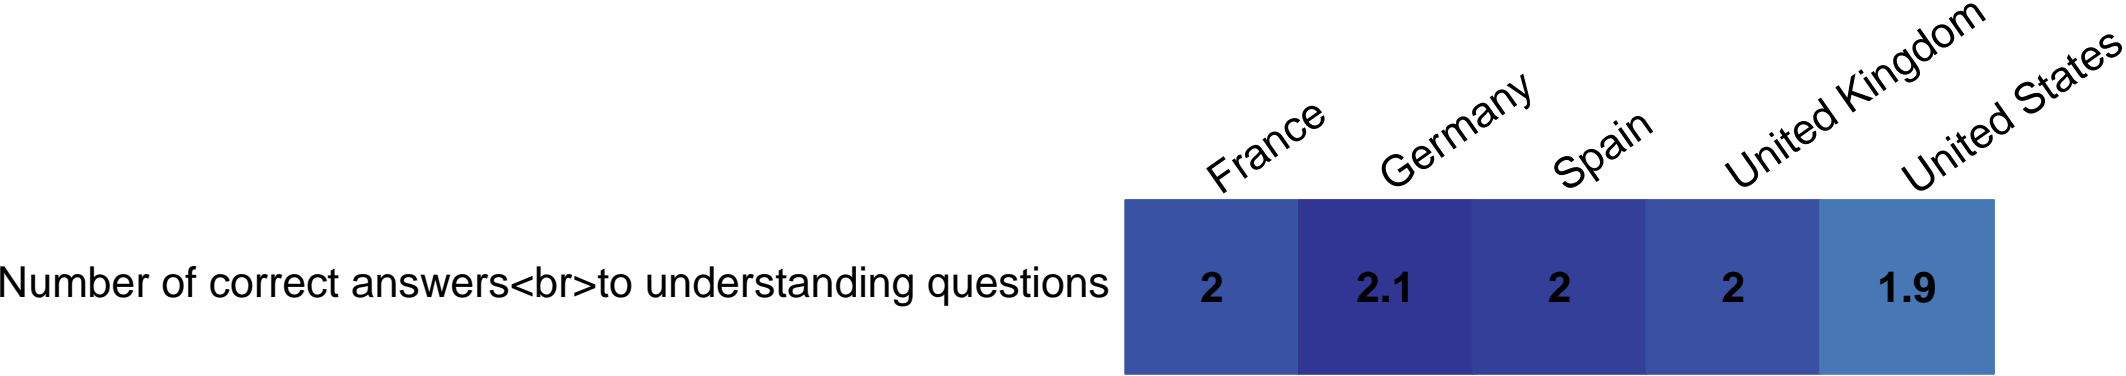 France
Germany
Spain
United Kingdom
United States
Number of correct answers<br>to understanding questions
2
2.1
2
2
1.9